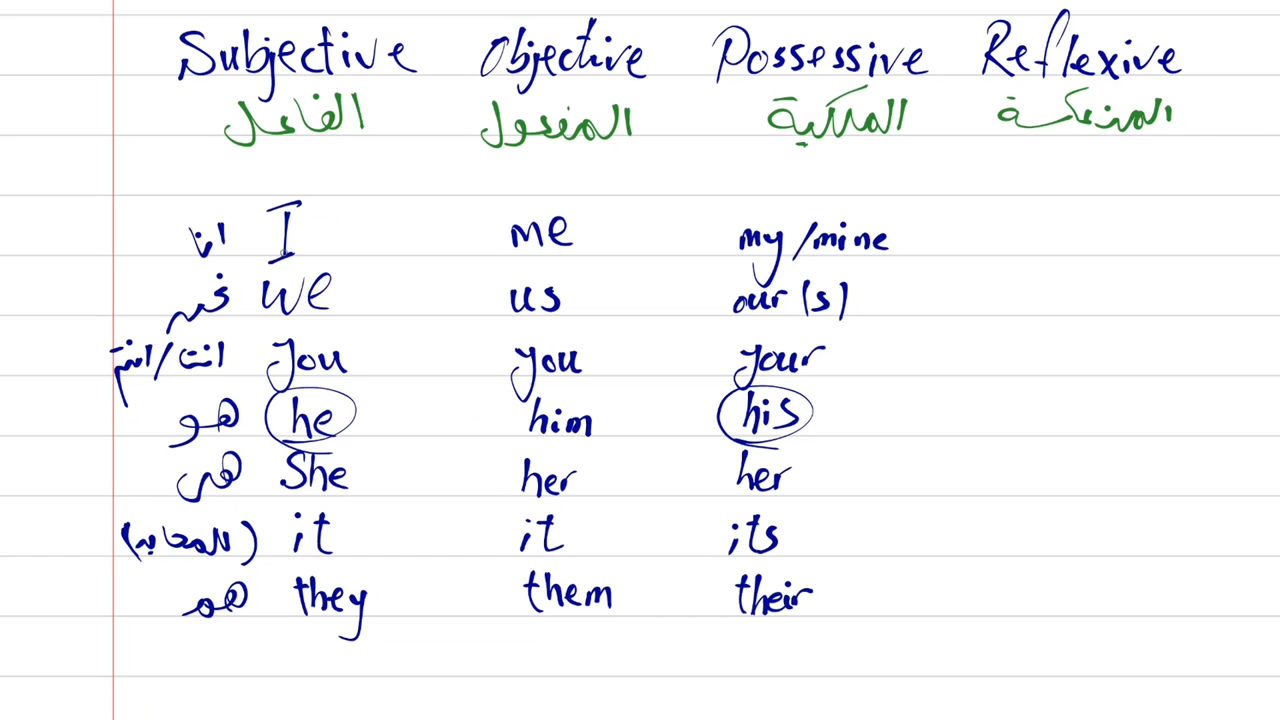 Subjective Objective Possessive Reflexive
الفاعل المفعول الملكية المنعكسة
انا I me my/mine
نحن we us our(s)
انت/انتم you you your
هو he him his
هي She her her
it it its
هم they them their